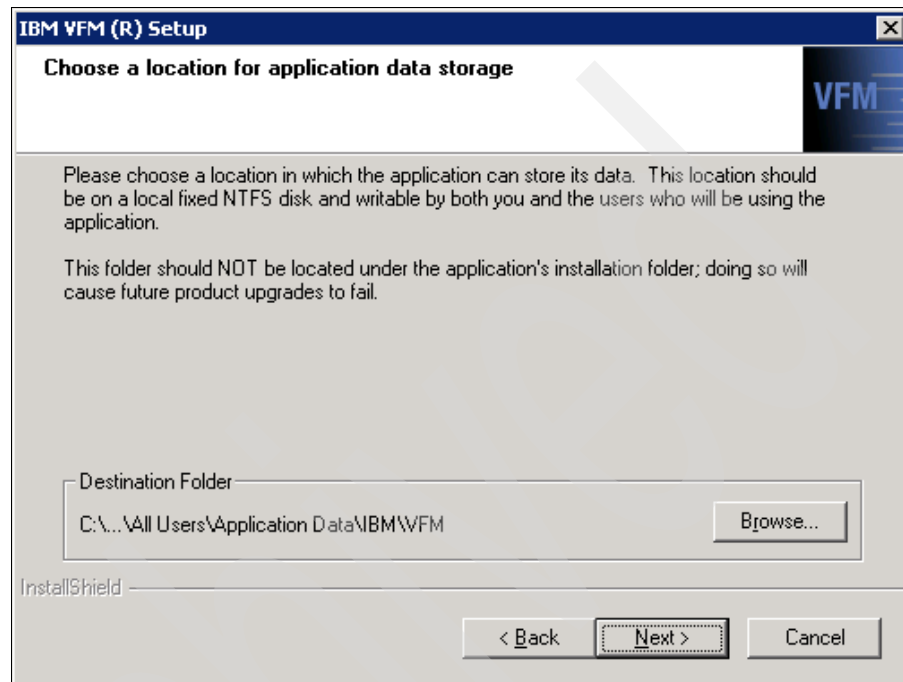 IBM VFM (R) Setup
Choose a location for application data storage
VFM
Please choose a location in which the application can store its data. This location should
be on a local fixed NTFS disk and writable by both you and the users who will be using the
application.
This folder should NOT be located under the application's installation folder; doing so will
cause future product upgrades to fail.
Destination Folder
C:\...\All Users\Application Data\IBM\VFM
Browse...
InstallShield
< Back Next > Cancel